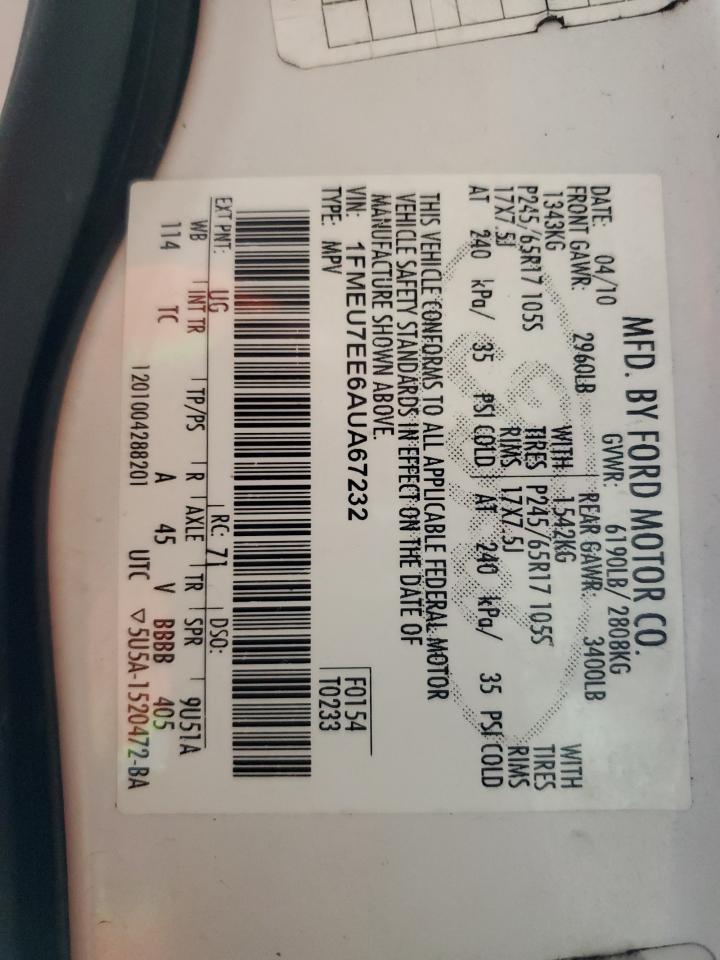 MFD. BY FORD MOTOR CO.
DATE: 04/10 GVWR: 6190LB/ 2808KG
FRONT GAWR: 2960LB REAR GAWR: 3400LB
1343KG WITH 1542KG WITH
P245/65R17 105S TIRES P245/65R17 105S TIRES
17X7.5J RIMS 17X7.5J RIMS
AT 240 kPa/ 35 PSI COLD AT 240 kPa/ 35 PSI COLD
THIS VEHICLE CONFORMS TO ALL APPLICABLE FEDERAL MOTOR
VEHICLE SAFETY STANDARDS IN EFFECT ON THE DATE OF
MANUFACTURE SHOWN ABOVE.
VIN: 1FMEU7EE6AUA67232 F0154
TYPE: MPV T0233
EXT PNT: UG RC: 71 DSO:
WB INT TR TP/PS R AXLE TR SPR 9U51A
114 TC A 45 V BBBB 405
1201004288201 UTC ▽5U5A-1520472-BA